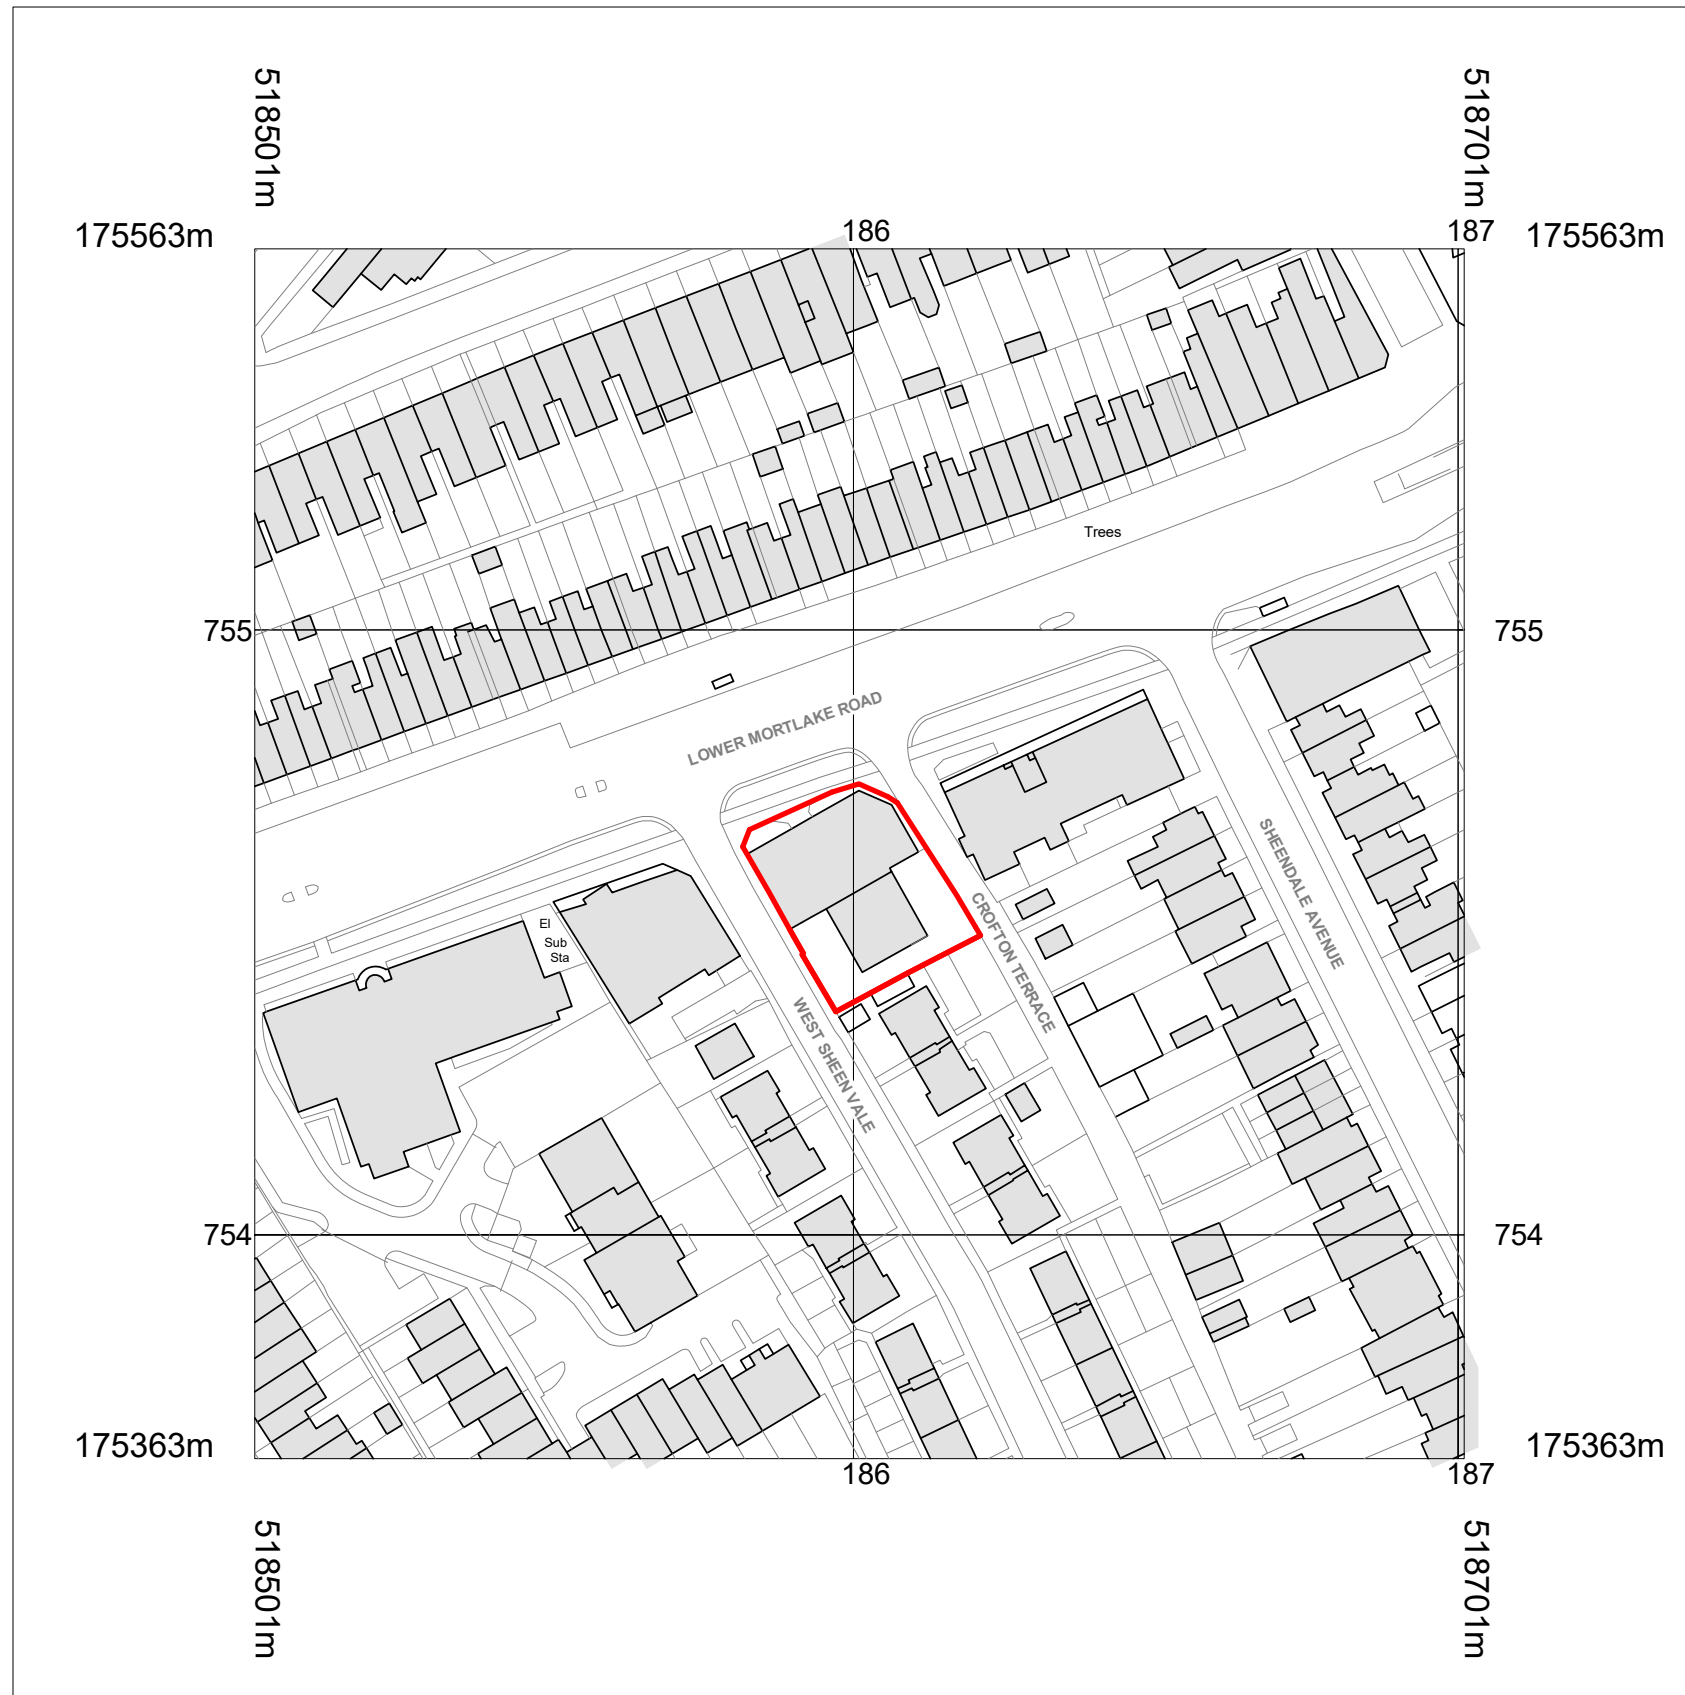 518501m
518701m
175563m
186
187
175563m
Trees
755
755
LOWER MORTLAKE ROAD
SHEENDALE AVENUE
El
Sub
Sta
CROFTON TERRACE
WEST SHEEN VALE
754
754
175363m
186
187
175363m
518501m
518701m